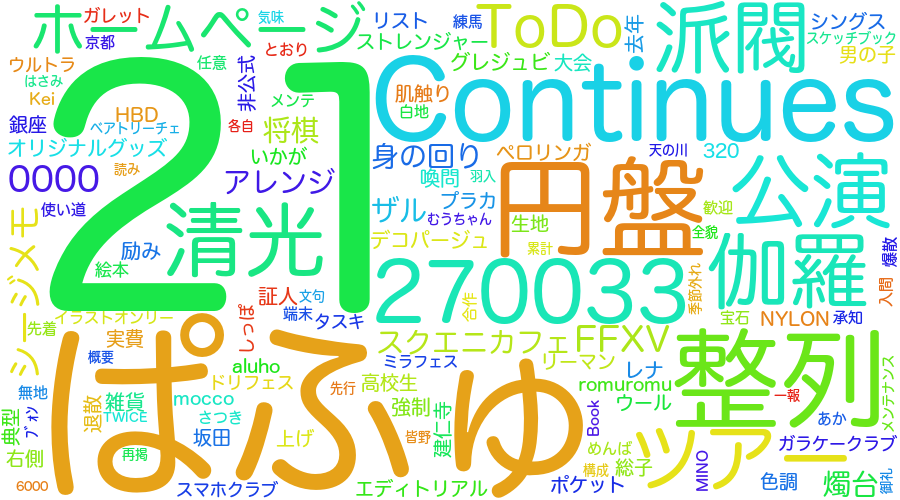 ガレット
気味
ホームページ
京都
とおり
リスト
練馬
ToDo
去年
派閥
シングス
スケッチブック
男の子
ストレンジャー
グレジュビ
大会
ウルトラ
はさみ
Kei
任意
非公式
メンテ
肌触り
白地
Continues
HBD
ベアトリーチェ
銀座
オリジナルグッズ
各自
将棋
いかが
21
身の回り
ペロリンガ
天の川
320
0000
読み
アレンジ
喚問
羽入
プラカ
むうちゃん
ザル
円盤
公演
歓迎
使い道
清光
生地
デコパージュ
累計
全貌
伽羅
爆散
シージメモ
励み
絵本
270033
季節外れ
入間
証人
文句
端末
タスキ
合作
宝石
NYLON
承知
イラストオンリー
先着
実費
しっぽ
スクエニカフェ
FFXV
整列
概要
aluho
ミラフェス
リーマン
レナ
ぱふゅ
ドリフェス
先行
高校生
romuromu
ウール
一報
メンテナンス
無地
雑貨
mocco
TWICE
さつき
強制
Book
あか
典型
ﾌﾞｫﾝ
退散
坂田
上げ
皆野
建仁寺
めんぱ
ツアー
ガラケークラブ
右側
再掲
構成
総子
MINO
6000
スマホクラブ
エディトリアル
ポケット
色調
燭台
御礼